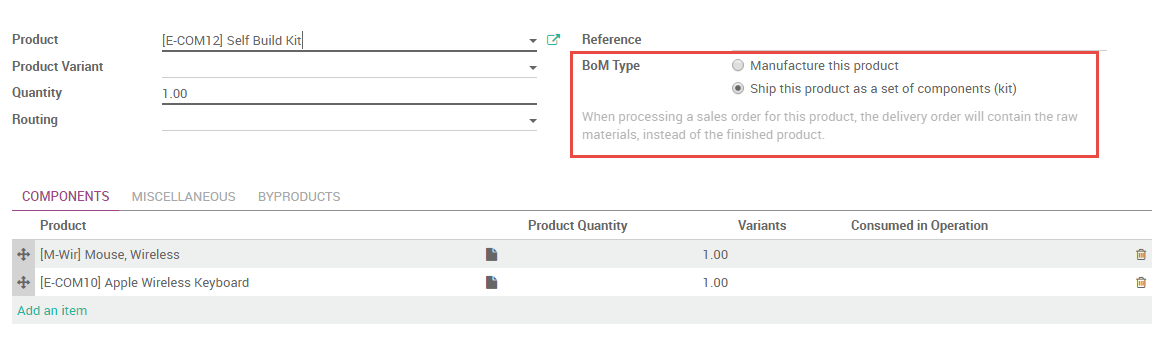 Product [E-COM12] Self Build Kit
Reference
Product Variant
BoM Type Manufacture this product
Quantity 1.00
Ship this product as a set of components (kit)
Routing
When processing a sales order for this product, the delivery order will contain the raw
materials, instead of the finished product.
COMPONENTS MISCELLANEOUS BYPRODUCTS
Product Product Quantity Variants Consumed in Operation
[M-Wir] Mouse, Wireless 1.00
[E-COM10] Apple Wireless Keyboard 1.00
Add an item